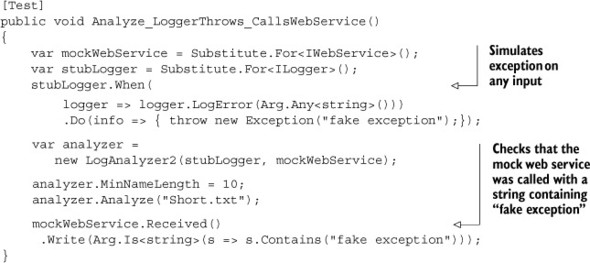 [Test]
public void Analyze_LoggerThrows_CallsWebService()
{
    var mockWebService = Substitute.For<IWebService>();
    var stubLogger = Substitute.For<ILogger>();
    stubLogger.When(
        logger => logger.LogError(Arg.Any<string>()))
        .Do(info => { throw new Exception("fake exception");});
Simulates
exception on
any input
    var analyzer =
        new LogAnalyzer2(stubLogger, mockWebService);
    analyzer.MinNameLength = 10;
    analyzer.Analyze("Short.txt");
    mockWebService.Received()
     .Write(Arg.Is<string>(s => s.Contains("fake exception")));
}
Checks that the
mock web service
was called with a
string containing
“fake exception”